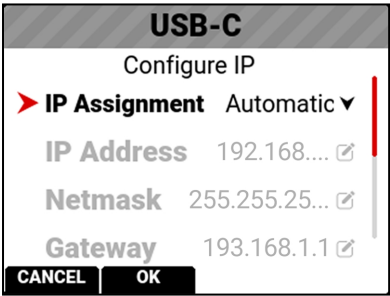 USB-C
Configure IP
IP Assignment Automatic
IP Address 192.168....
Netmask 255.255.25...
Gateway 193.168.1.1
CANCEL OK